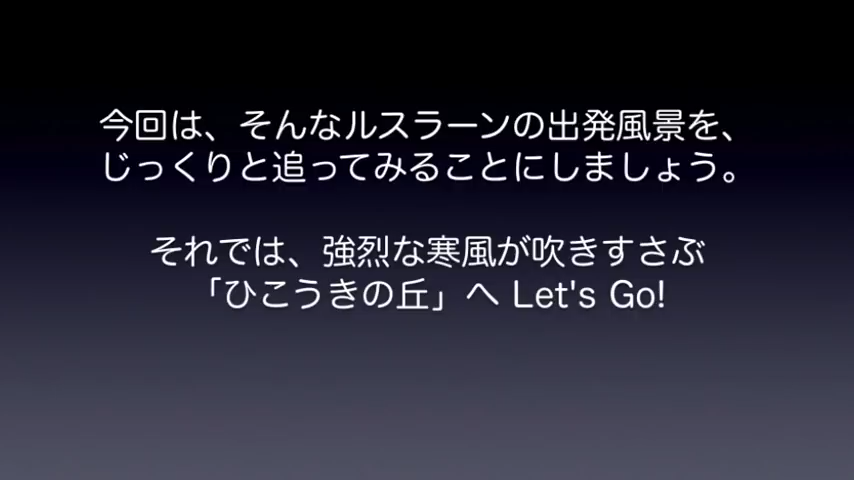 今回は、そんなルスラーンの出発風景を、
じっくりと追ってみることにしましょう。
それでは、強烈な寒風が吹きすさぶ
「ひこうきの丘」へ Let's Go!